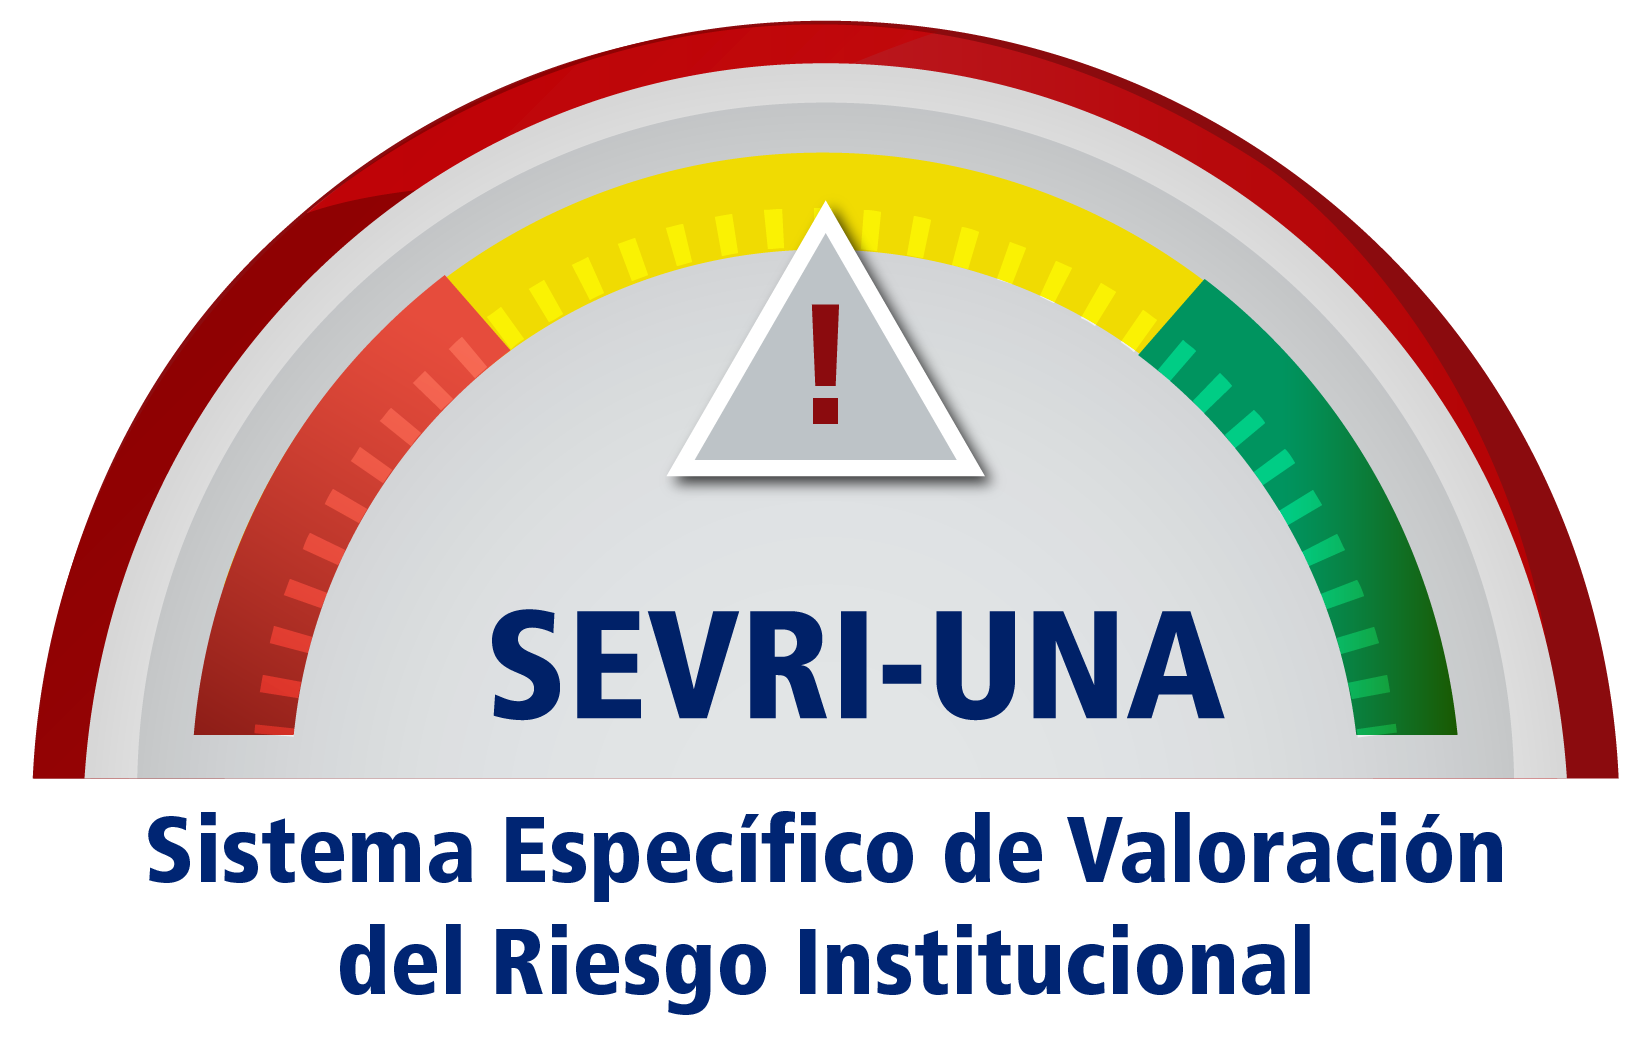 !
SEVRI-UNA
Sistema Específico de Valoración
del Riesgo Institucional